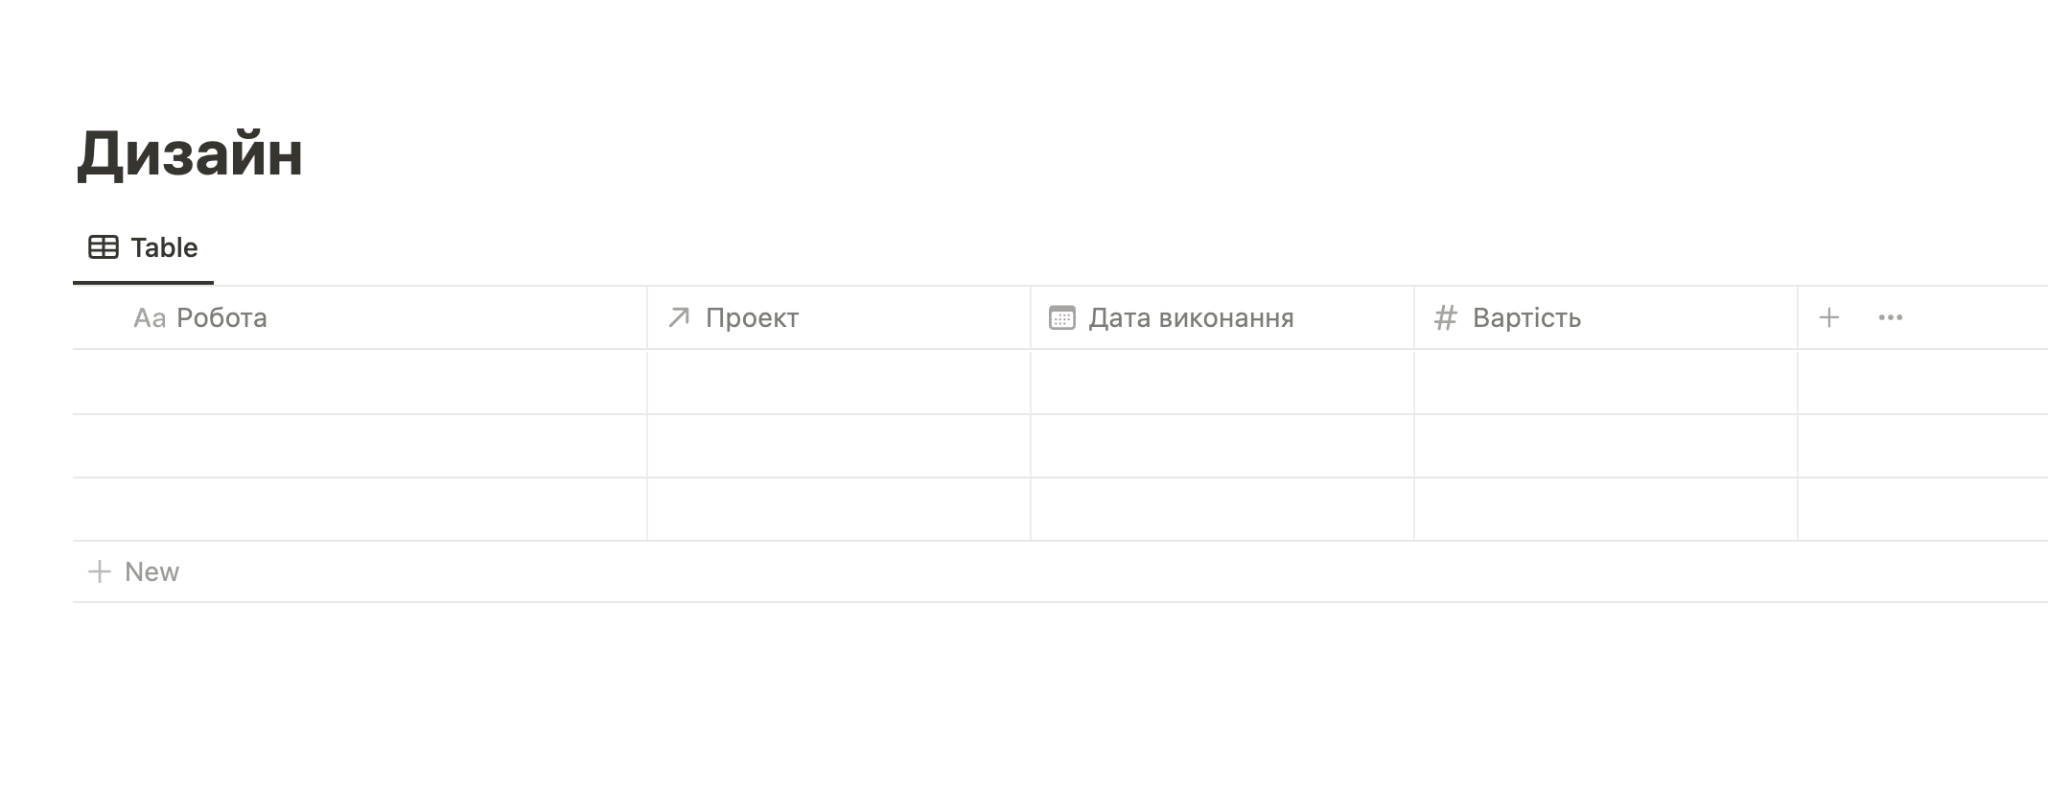 Дизайн
Table
Aa Робота Проект Дата виконання # Вартість + •••
+ New